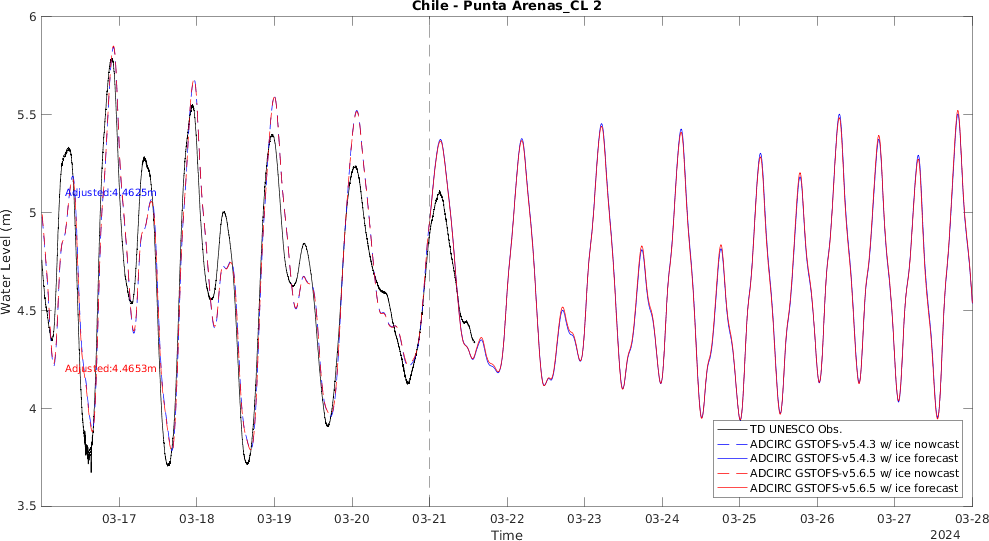 Chile - Punta Arenas_CL 2
6
5.5
5
4.5
4
3.5
Water Level (m)
Adjusted:4.4625m
Adjusted:4.4653m
TD UNESCO Obs.
ADCIRC GSTOFS-v5.4.3 w/ ice nowcast
ADCIRC GSTOFS-v5.4.3 w/ ice forecast
ADCIRC GSTOFS-v5.6.5 w/ ice nowcast
ADCIRC GSTOFS-v5.6.5 w/ ice forecast
03-17 03-18 03-19 03-20 03-21 03-22 03-23 03-24 03-25 03-26 03-27 03-28
Time
2024